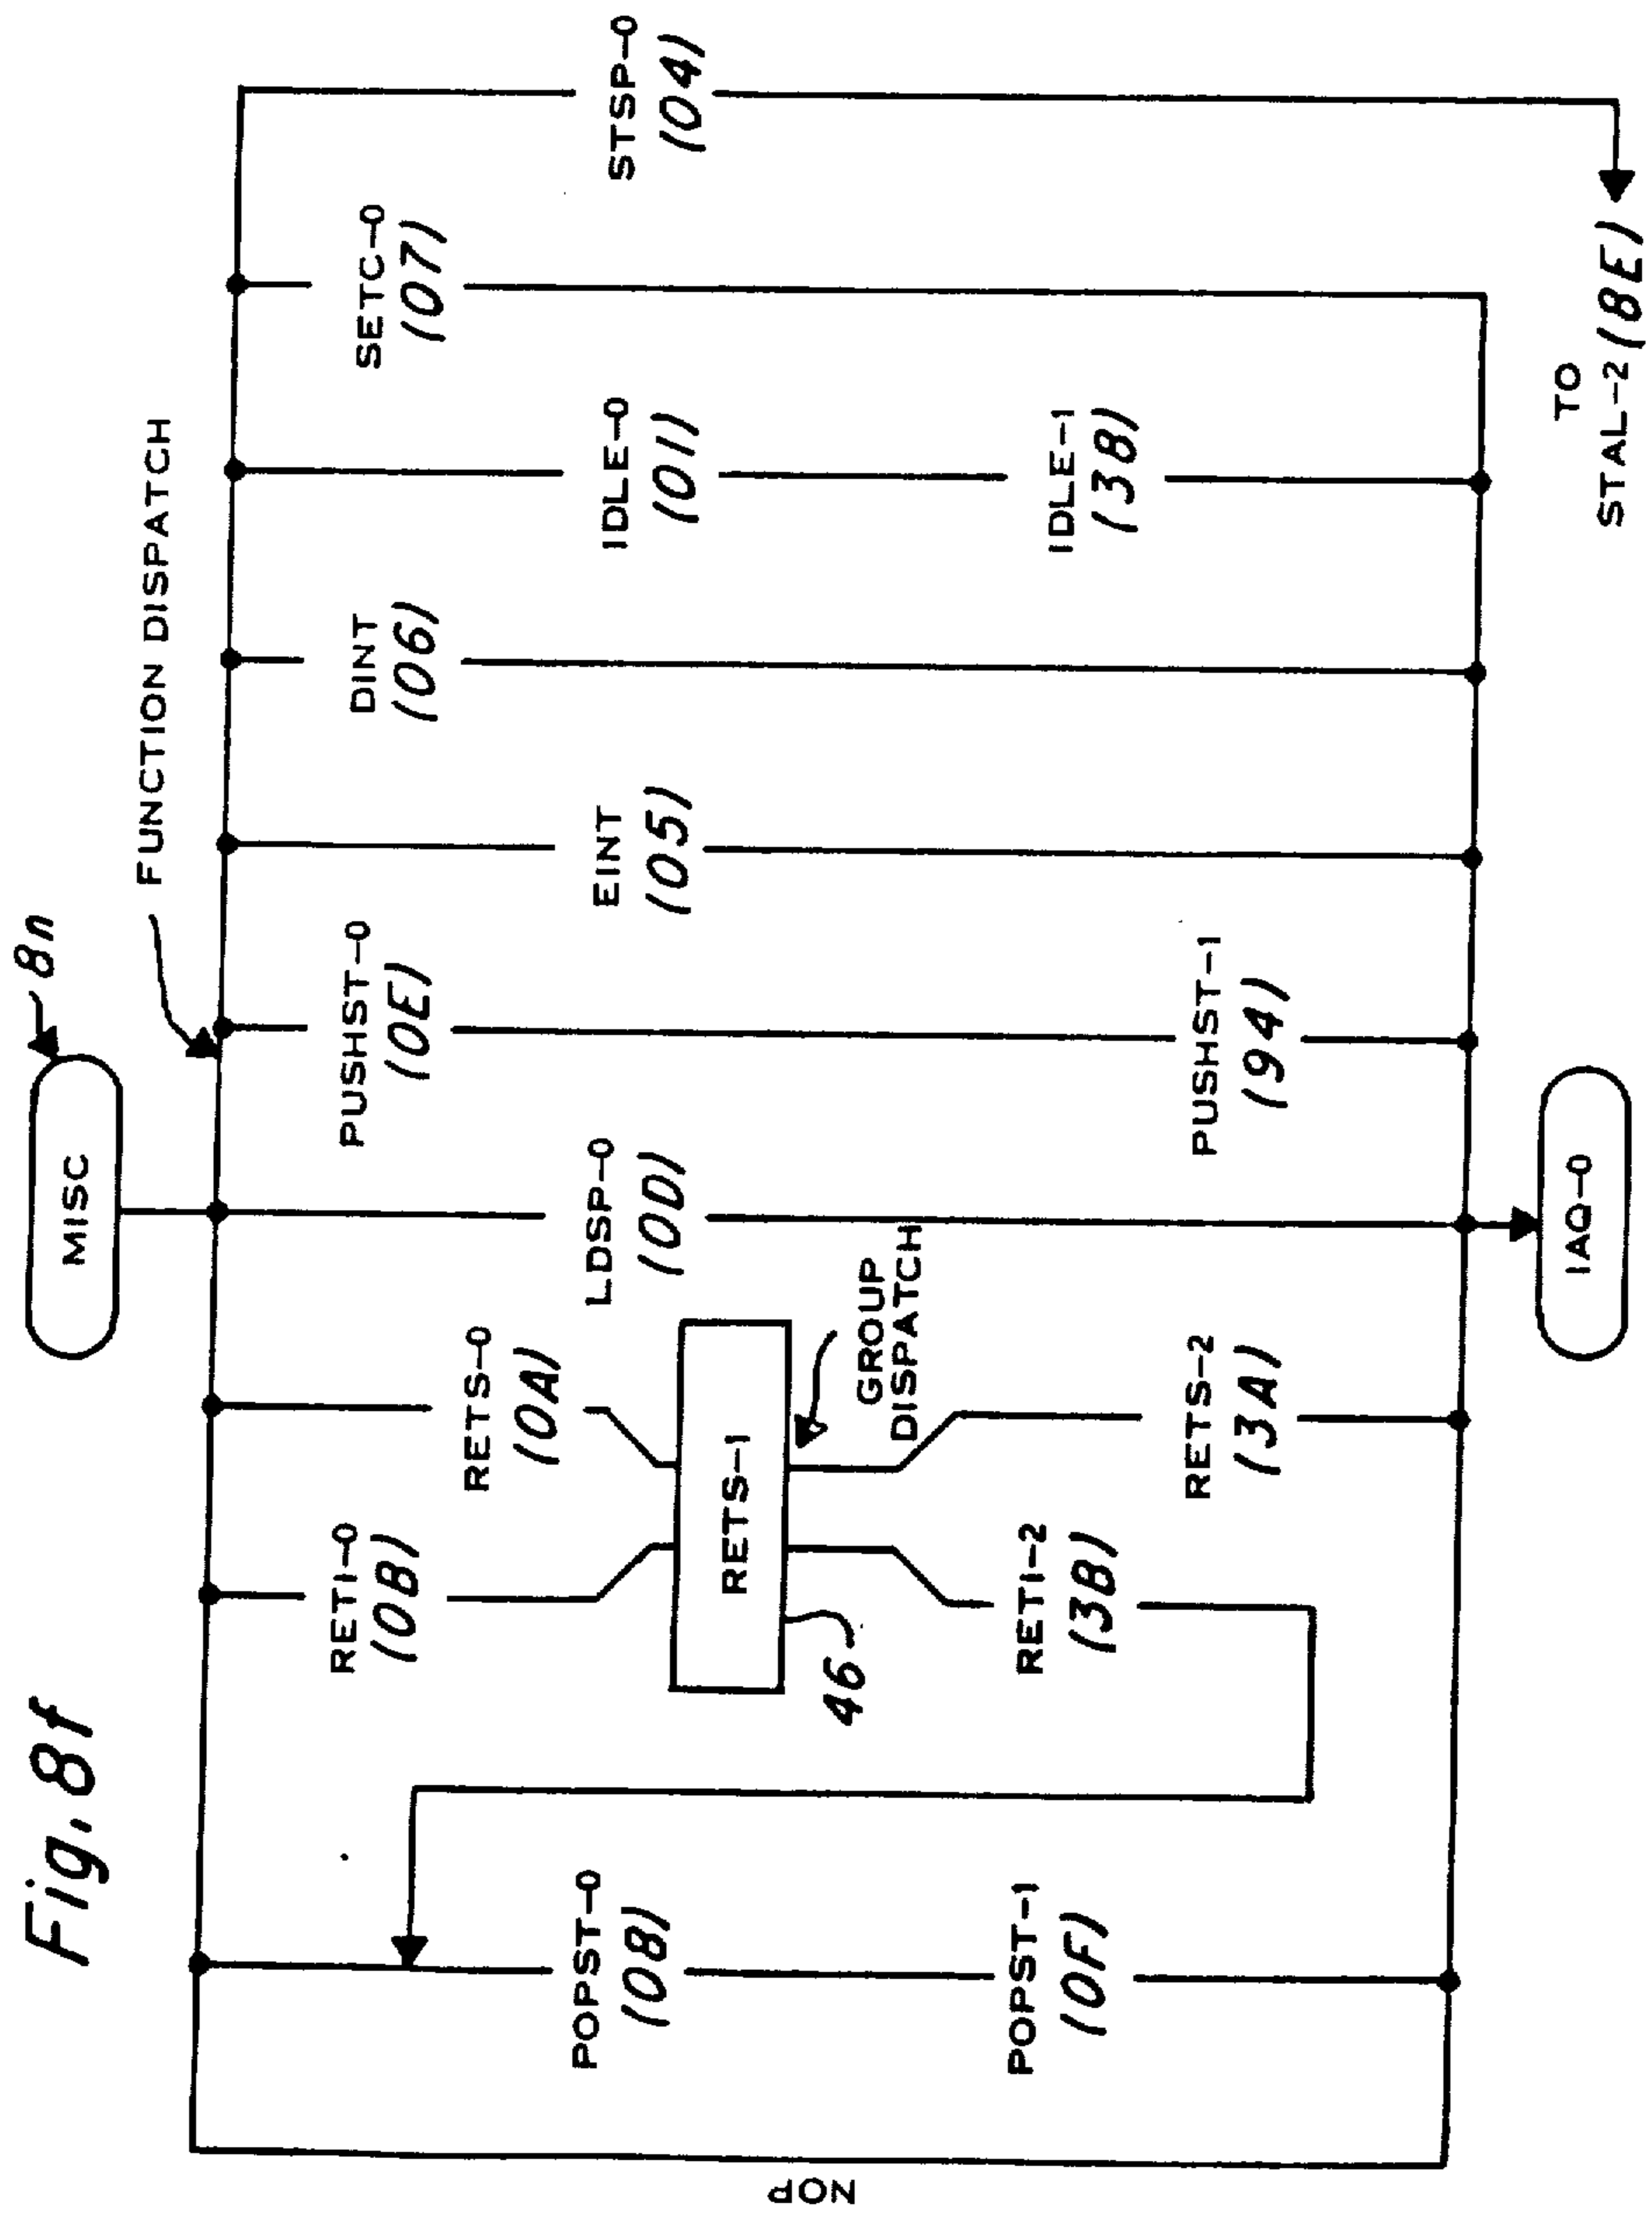 Fig. 8f
MISC
8n
FUNCTION DISPATCH
NOP
POPST-0
(08)
POPST-1
(0F)
RETI-0
(0B)
RETS-0
(0A)
RETS-1
46
GROUP
DISPATCH
RETI-2
(3B)
RETS-2
(3A)
LDSP-0
(0D)
PUSHST-0
(0E)
PUSHST-1
(94)
EINT
(05)
DINT
(06)
IDLE-0
(01)
IDLE-1
(38)
SETC-0
(07)
STSP-0
(04)
TO
STAL-2 (8E)
IAQ-0